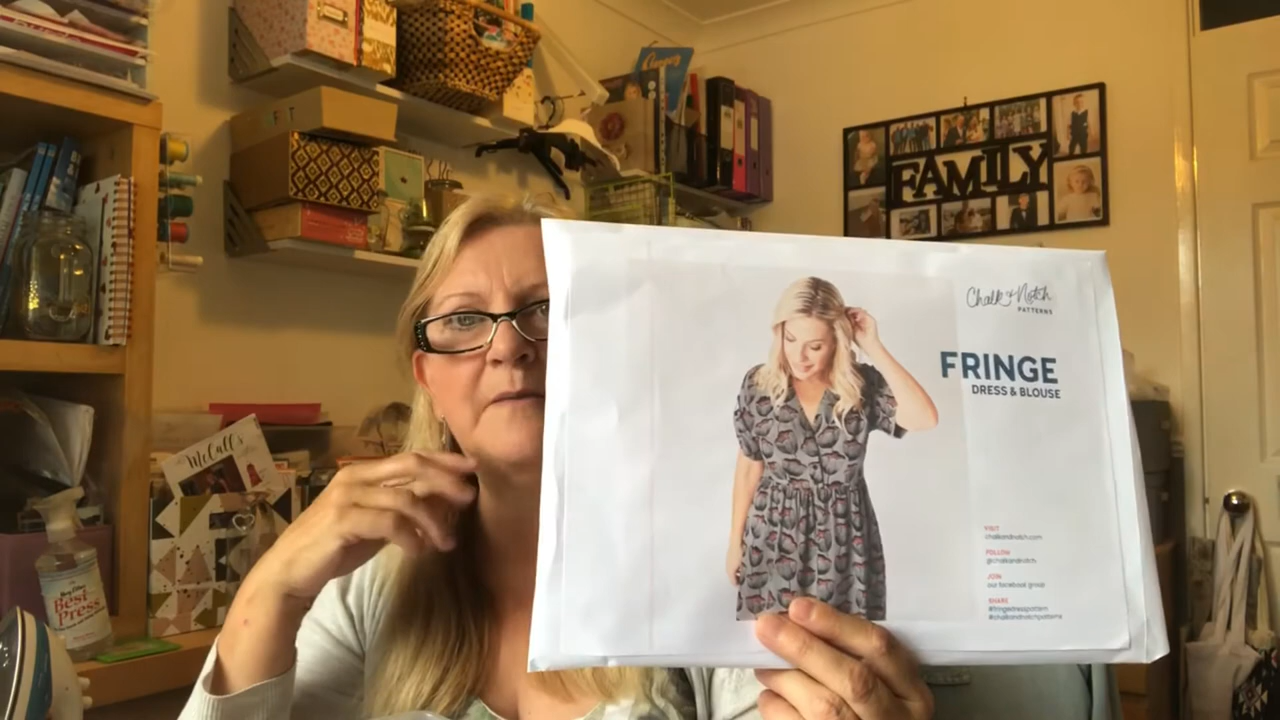 FAMILY
McCall's
Best
Press
Chalk & Notch
PATTERNS
FRINGE
DRESS & BLOUSE
VISIT
chalkandnotch.com
FOLLOW
@chalkandnotch
JOIN
our facebook group
SHARE
#fringedresspattern
#chalkandnotchpatterns